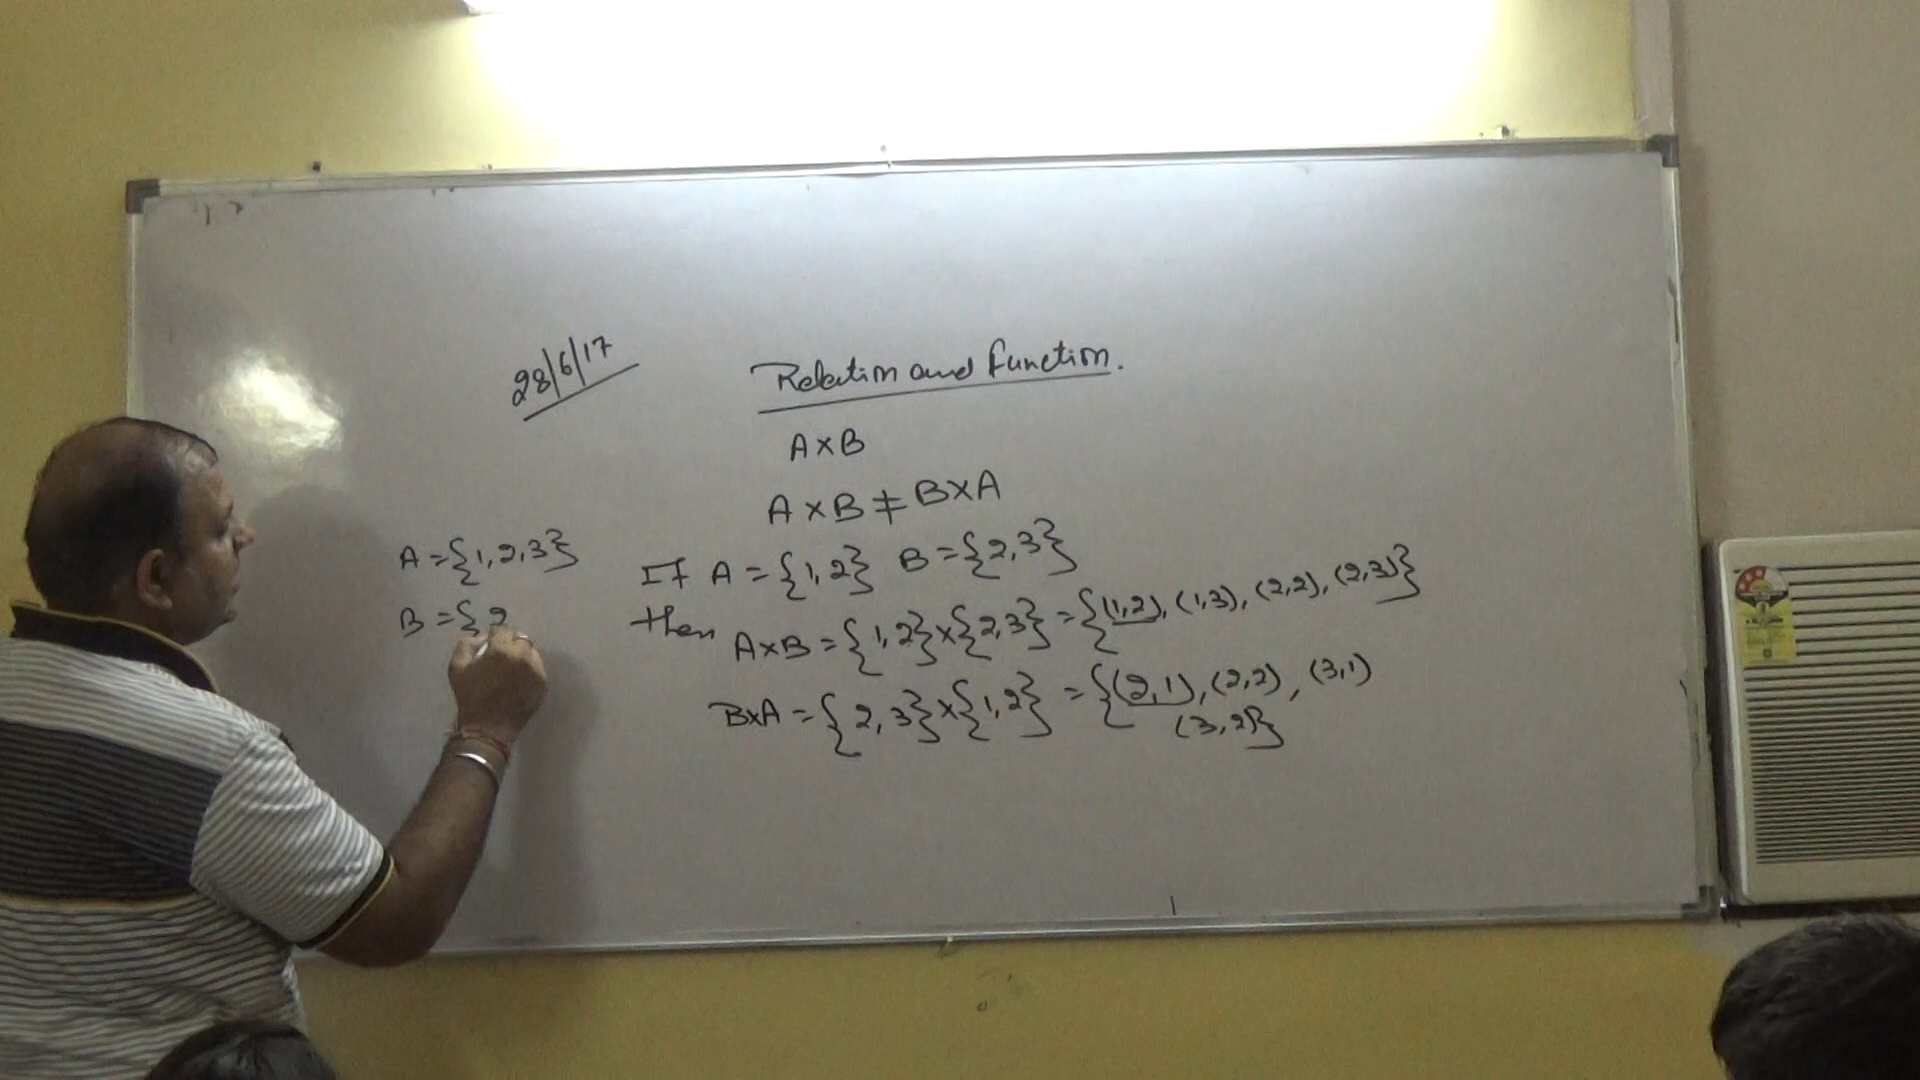 28/6/17
Relation and Function.
A×B
A×B≠B×A
A={1,2,3}
B={2
If A={1,2} B={2,3}
then A×B={1,2}×{2,3}={(1,2),(1,3),(2,2),(2,3)}
B×A={2,3}×{1,2}={(2,1),(2,2),(3,1)
(3,2)}